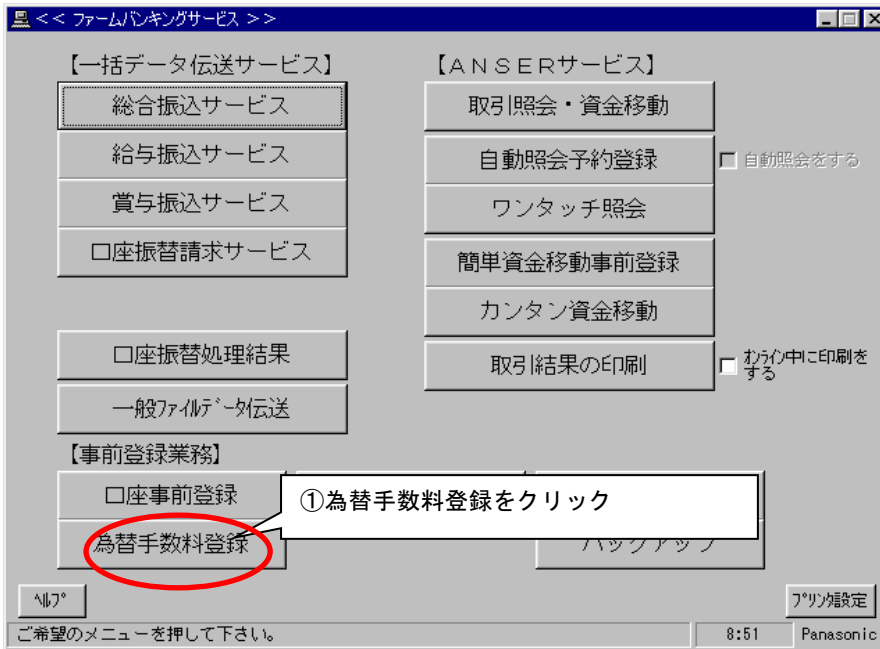 << ﾌｧｰﾑﾊﾞﾝｷﾝｸﾞｻｰﾋﾞｽ >>
【一括データ伝送サービス】
総合振込サービス
給与振込サービス
賞与振込サービス
口座振替請求サービス
口座振替処理結果
一般ﾌｧｲﾙﾃﾞｰﾀ伝送
【ＡＮＳＥＲサービス】
取引照会・資金移動
自動照会予約登録
自動照会をする
ワンタッチ照会
簡単資金移動事前登録
カンタン資金移動
取引結果の印刷
ｵﾝﾗｲﾝ中に印刷を
する
【事前登録業務】
口座事前登録
①為替手数料登録をクリック
為替手数料登録
バックアップ
ﾍﾙﾌﾟ
ﾌﾟﾘﾝﾀ設定
ご希望のメニューを押して下さい。
8:51
Panasonic